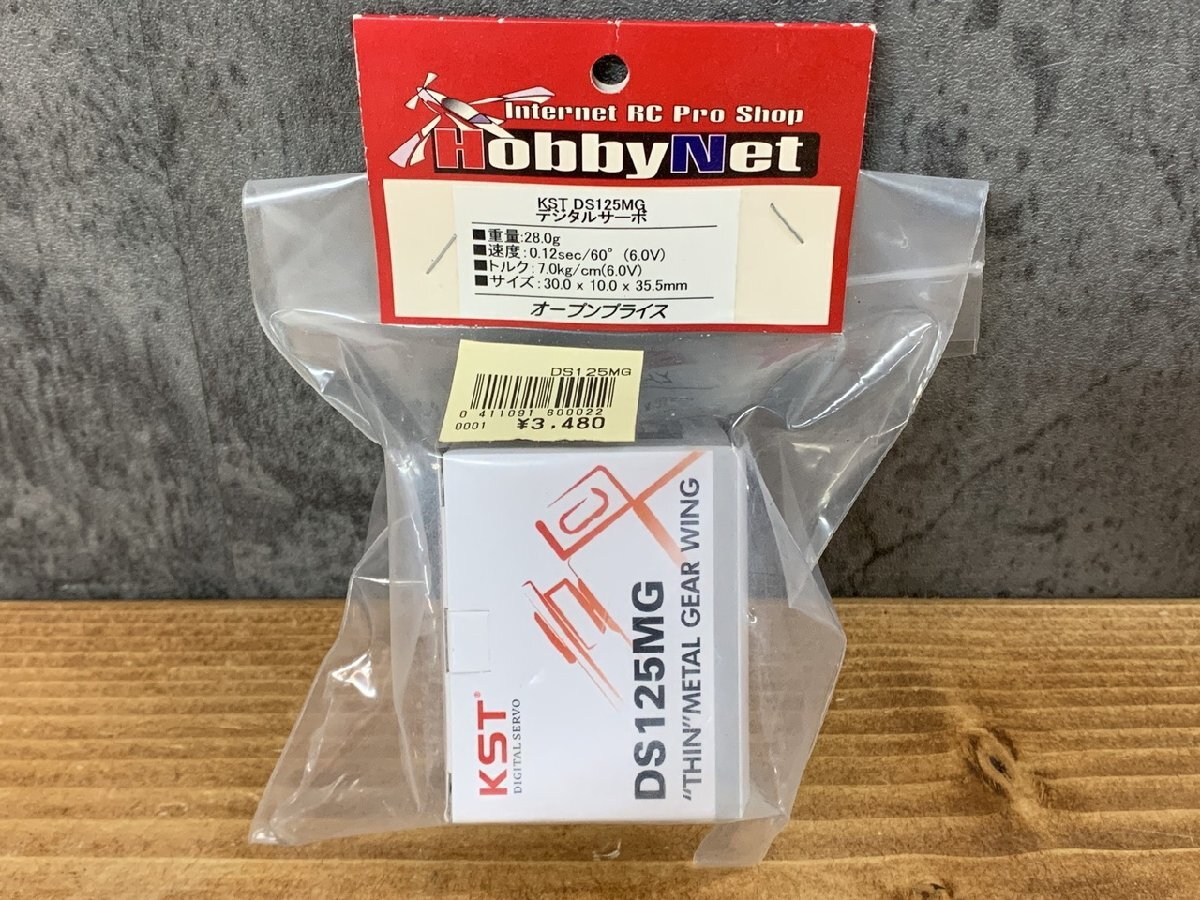 Internet RC Pro Shop
HobbyNet
KST DS125MG
デジタルサーボ
■重量:28.0g
■速度:0.12sec/60° (6.0V)
■トルク:7.0kg/cm(6.0V)
■サイズ:30.0 x 10.0 x 35.5mm
オープンプライス
DS125MG
0 411091 800022
0001 ¥3,480
KST®
DIGITAL SERVO
DS125MG
"THIN"METAL GEAR WING